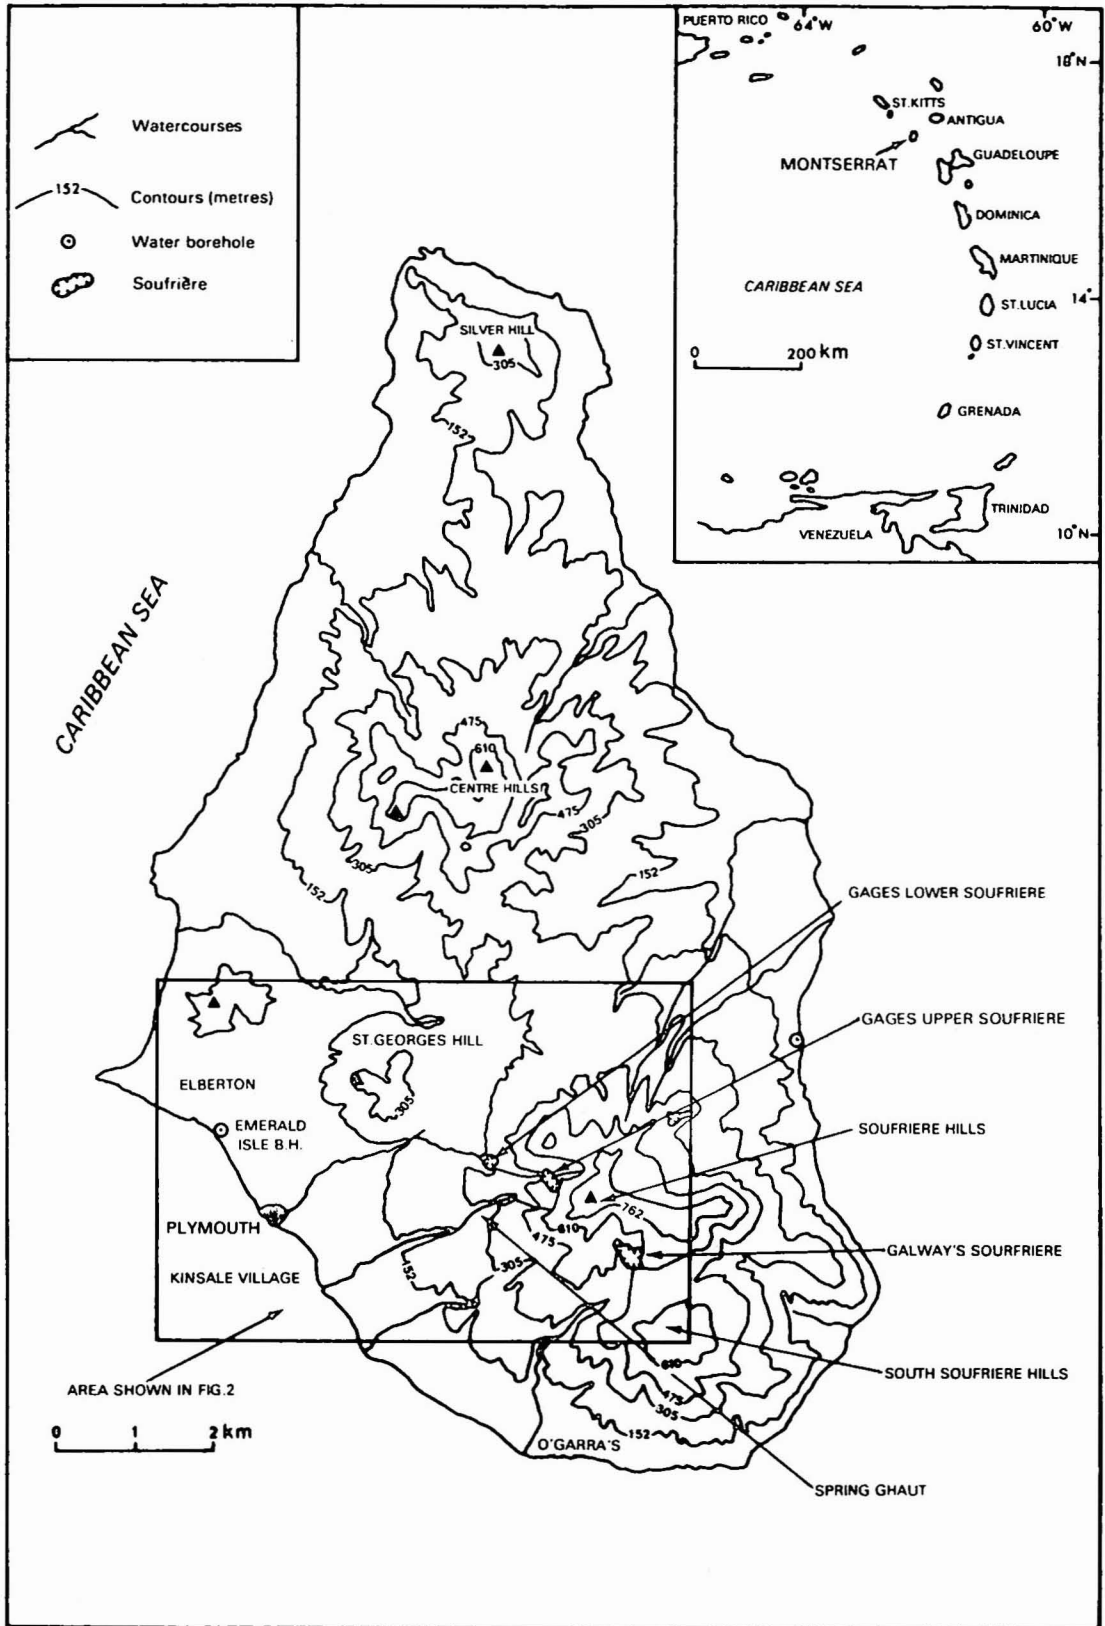 Watercourses
152
Contours (metres)
Water borehole
Soufrière
PUERTO RICO
64°W
60°W
18°N
ST.KITTS
ANTIGUA
MONTSERRAT
GUADELOUPE
DOMINICA
MARTINIQUE
CARIBBEAN SEA
14°
ST.LUCIA
ST.VINCENT
0 200 km
GRENADA
TRINIDAD
VENEZUELA
10°N
SILVER HILL
305
152
CARIBBEAN SEA
475
610
CENTRE HILLS
475
305
305
152
152
GAGES LOWER SOUFRIERE
GAGES UPPER SOUFRIERE
ST.GEORGES HILL
ELBERTON
305
EMERALD
ISLE B.H.
SOUFRIERE HILLS
762
PLYMOUTH
610
475
GALWAY'S SOURFRIERE
KINSALE VILLAGE
305
152
610
SOUTH SOUFRIERE HILLS
AREA SHOWN IN FIG.2
475
305
152
0 1 2 km
O'GARRA'S
SPRING GHAUT